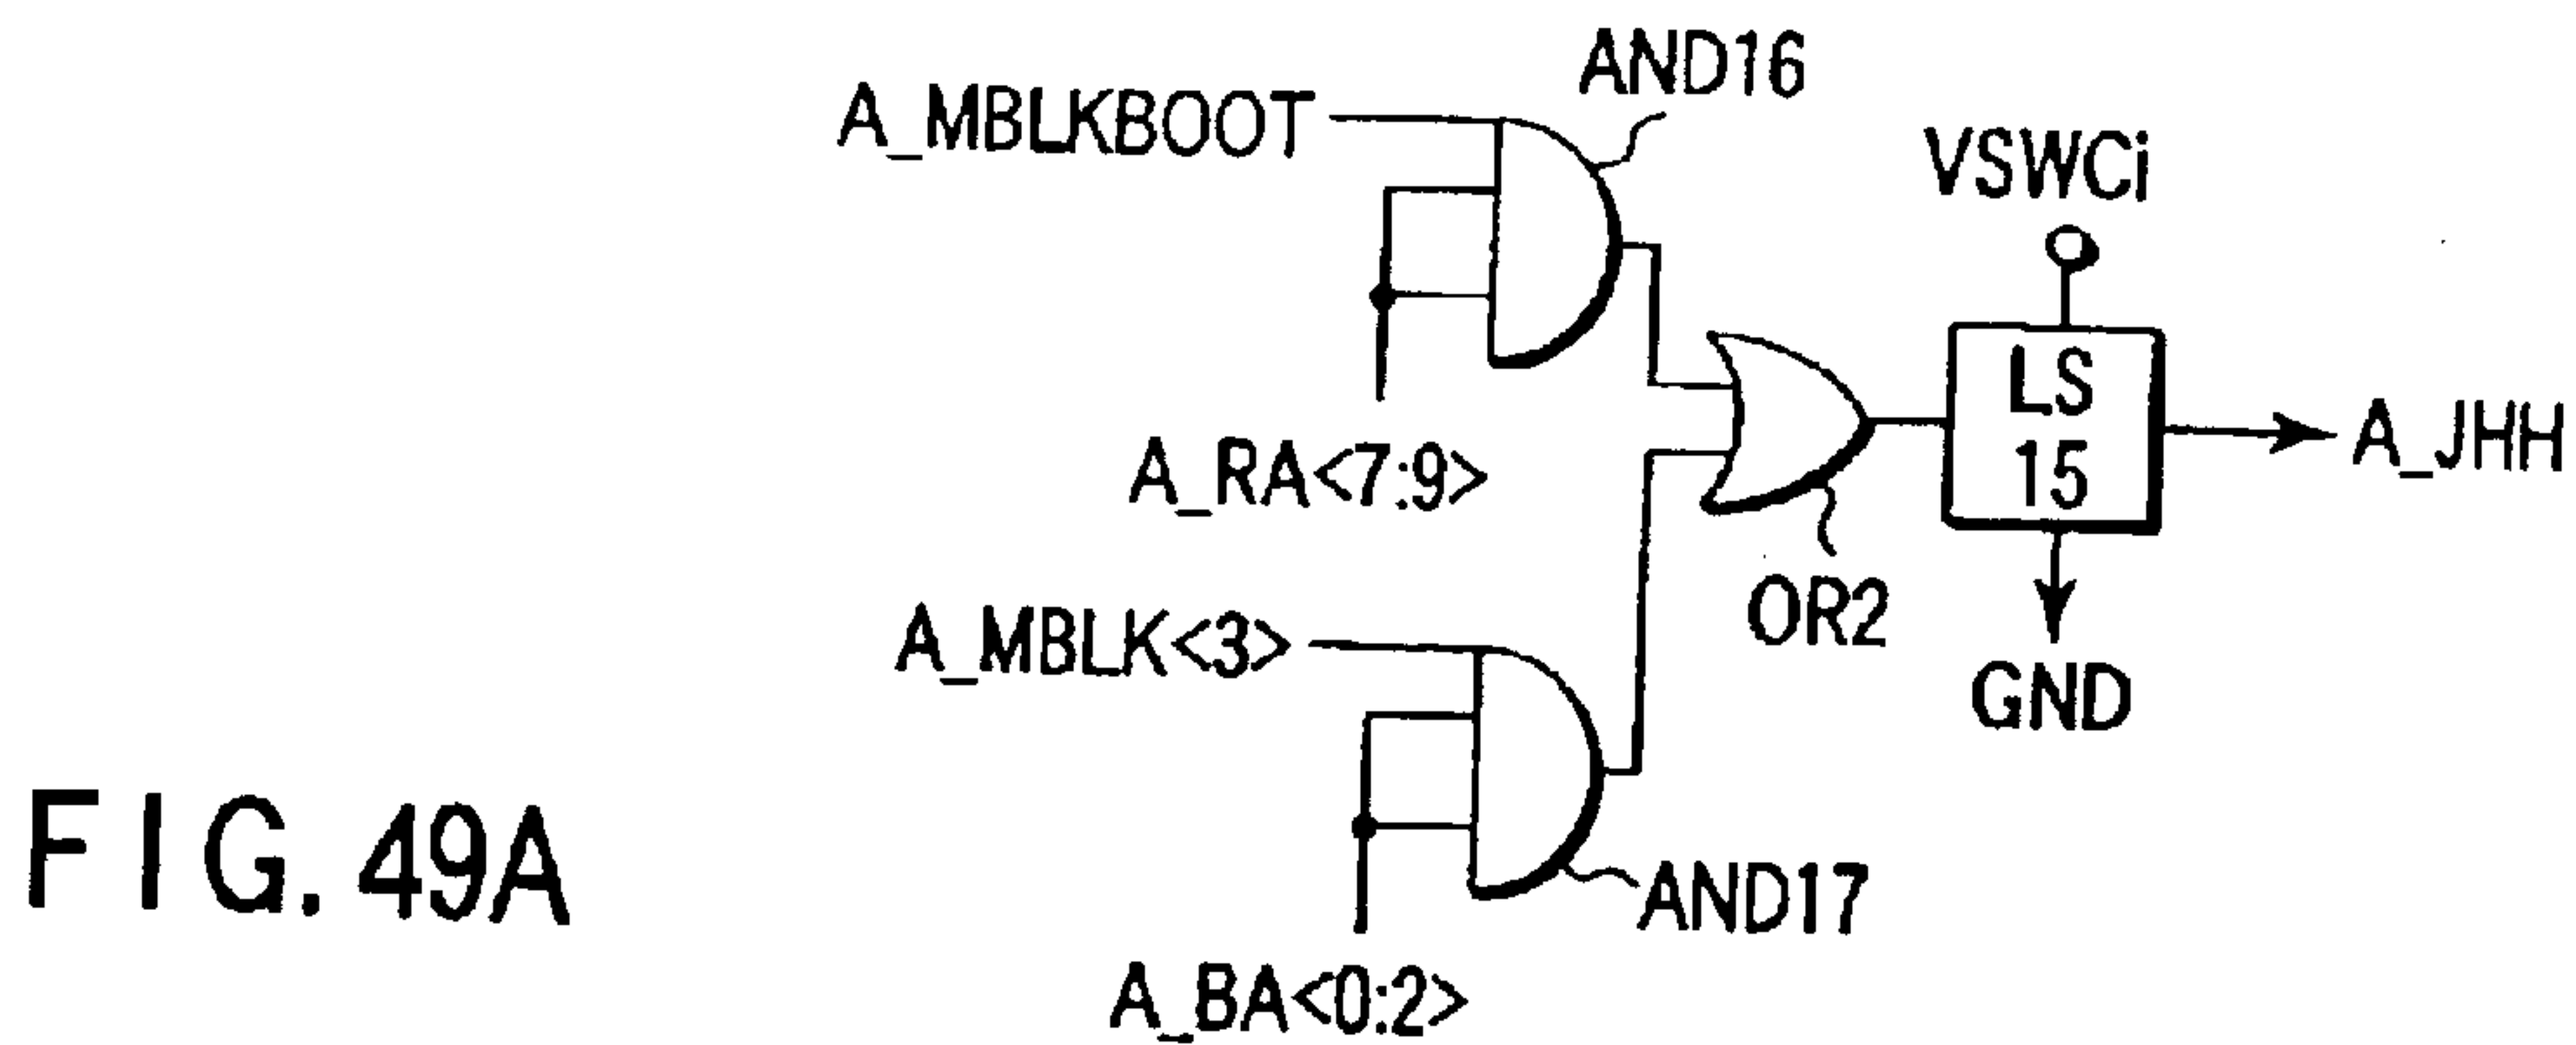 AND16
A_MBLKBOOT
VSWCi
A_RA<7:9>
LS
15
A_JHH
OR2
A_MBLK<3>
GND
AND17
A_BA<0:2>
FIG. 49A